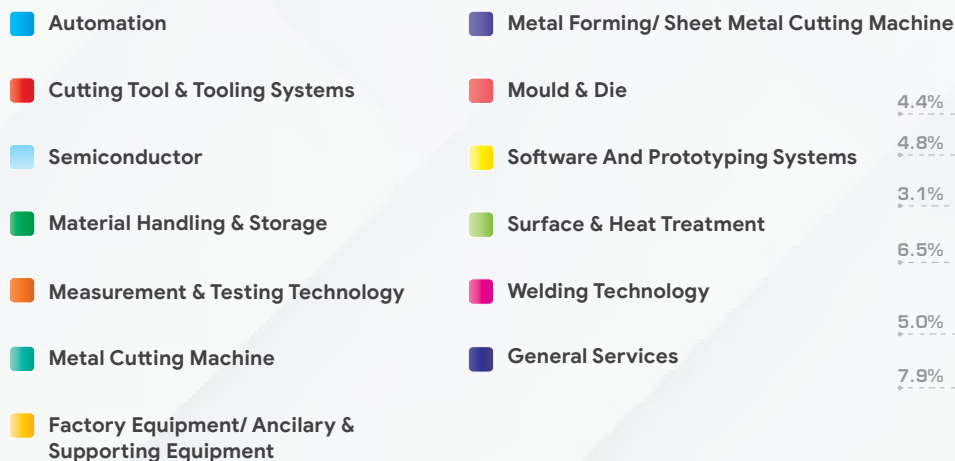 Automation
Cutting Tool & Tooling Systems
Semiconductor
Material Handling & Storage
Measurement & Testing Technology
Metal Cutting Machine
Factory Equipment/ Ancilary &
Supporting Equipment
Metal Forming/ Sheet Metal Cutting Machine
Mould & Die
Software And Prototyping Systems
Surface & Heat Treatment
Welding Technology
General Services
4.4%
4.8%
3.1%
6.5%
5.0%
7.9%